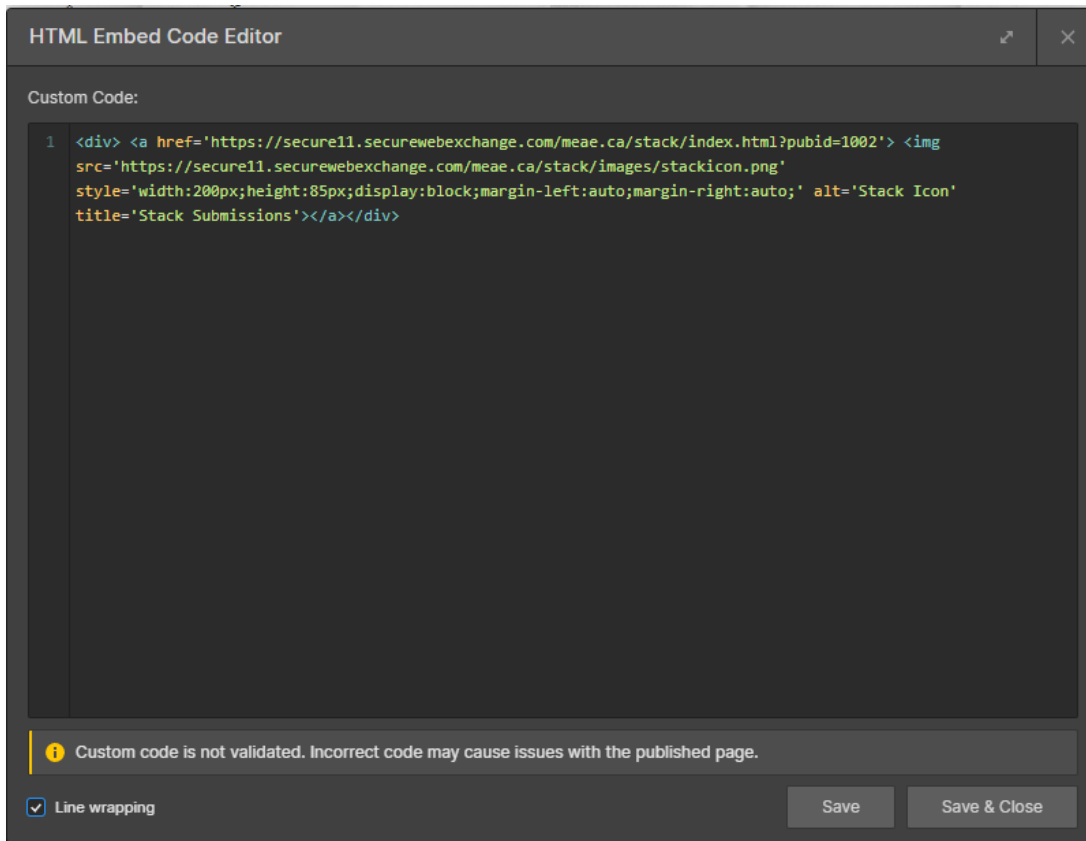 HTML Embed Code Editor
Custom Code:
1 <div> <a href='https://secure11.securewebexchange.com/meae.ca/stack/index.html?pubid=1002'> <img
src='https://secure11.securewebexchange.com/meae.ca/stack/images/stackicon.png'
style='width:200px;height:85px;display:block;margin-left:auto;margin-right:auto;' alt='Stack Icon'
title='Stack Submissions'></a></div>
Custom code is not validated. Incorrect code may cause issues with the published page.
Line wrapping
Save
Save & Close